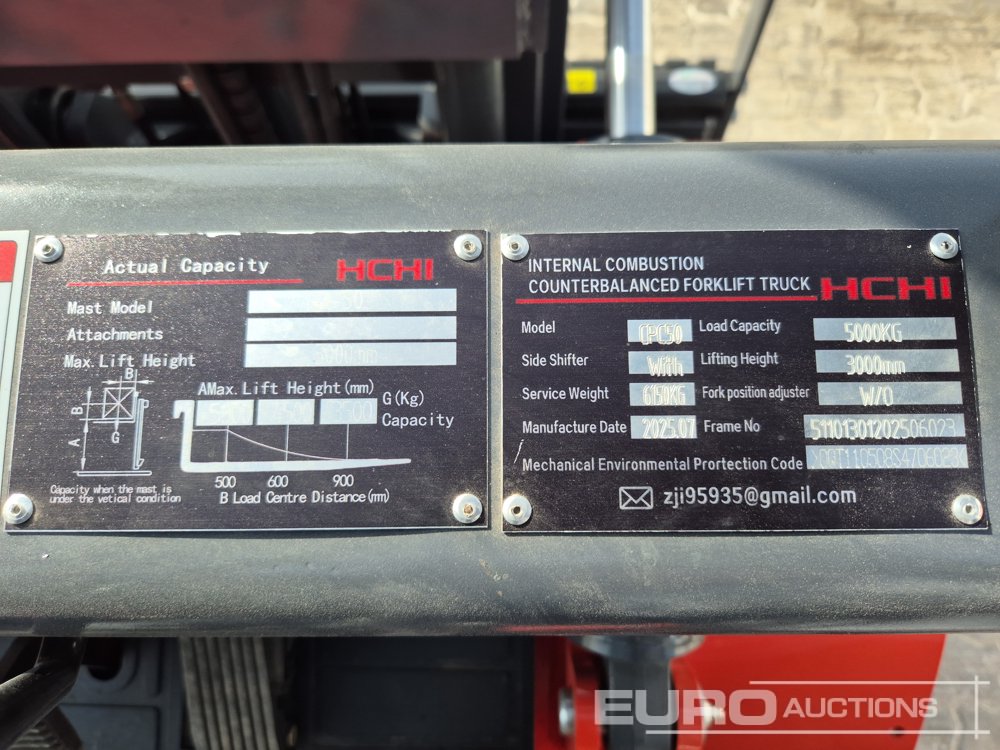 Actual Capacity HCHI
Mast Model
Attachments
Max. Lift Height 3000mm
AMax. Lift Height(mm)
G(Kg)
Capacity
B
B
A
G
500 600 900
B Load Centre Distance(mm)
Capacity when the mast is
under the vetical condition
INTERNAL COMBUSTION
COUNTERBALANCED FORKLIFT TRUCK HCHI
Model CPC50 Load Capacity 5000KG
Side Shifter With Lifting Height 3000mm
Service Weight 6150KG Fork position adjuster W/O
Manufacture Date 2025.07 Frame No 51101301202506023
Mechanical Environmental Prortection Code
zji95935@gmail.com
EURO AUCTIONS